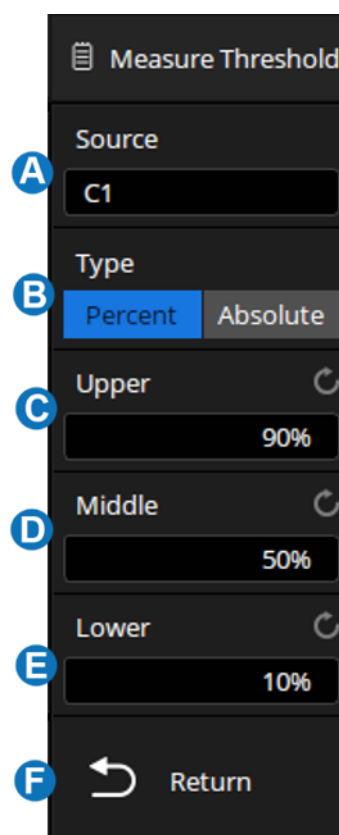 Measure Threshold
Source
A
C1
Type
B
Percent Absolute
Upper
C
90%
Middle
D
50%
Lower
E
10%
F
Return